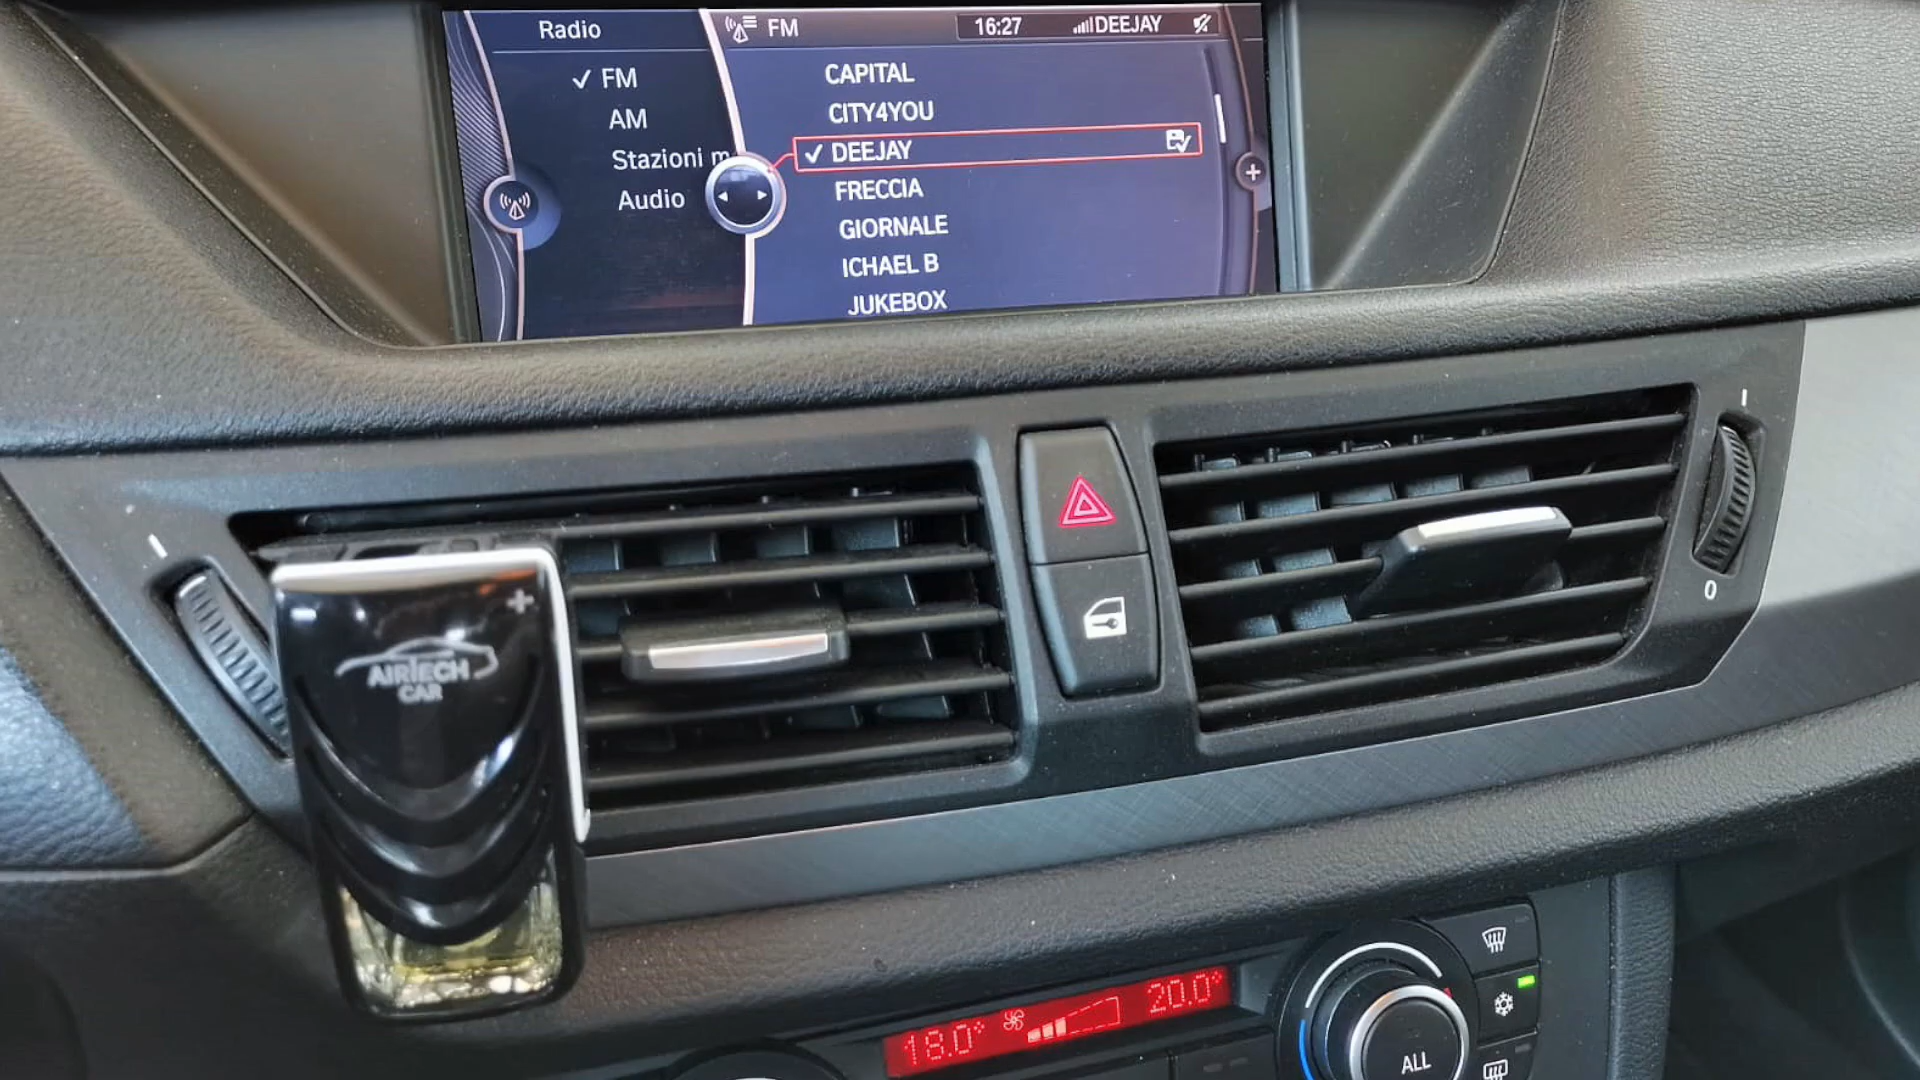 Radio
FM
16:27
DEEJAY
FM
AM
Stazioni m
Audio
CAPITAL
CITY4YOU
DEEJAY
FRECCIA
GIORNALE
ICHAEL B
JUKEBOX
AIRTECH
CAR
0
18.0°
20.0°
ALL